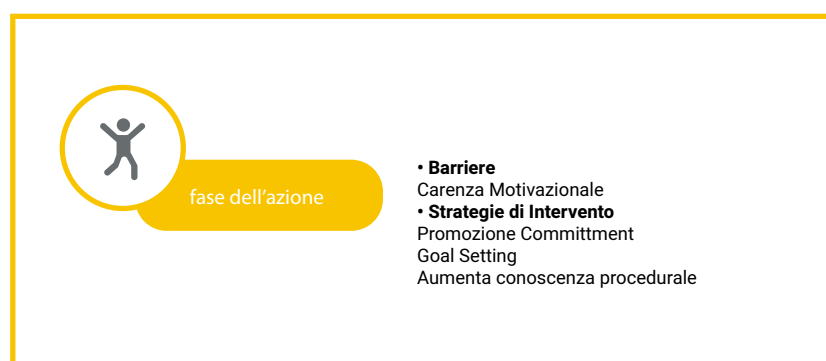 fase dell'azione
• Barriere
Carenza Motivazionale
• Strategie di Intervento
Promozione Committment
Goal Setting
Aumenta conoscenza procedurale